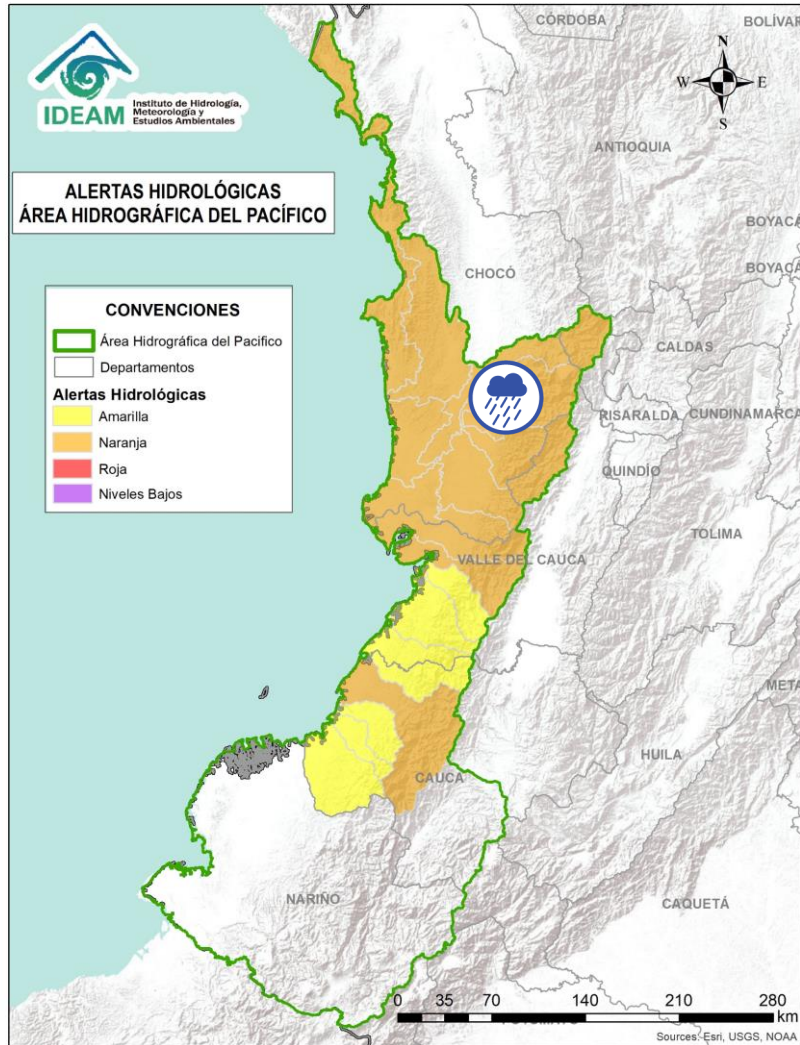 IDEAM
Instituto de Hidrología,
Meteorología y
Estudios Ambientales
CÓRDOBA
BOLÍVAR
N
W E
S
ANTIOQUIA
ALERTAS HIDROLÓGICAS
ÁREA HIDROGRÁFICA DEL PACÍFICO
BOYACÁ
BOYACÁ
CHOCÓ
CONVENCIONES
Área Hidrográfica del Pacifico
Departamentos
Alertas Hidrológicas
Amarilla
Naranja
Roja
Niveles Bajos
CALDAS
RISARALDA
CUNDINAMARCA
QUINDÍO
TOLIMA
VALLE DEL CAUCA
META
HUILA
CAUCA
NARIÑO
CAQUETÁ
0 35 70 140 210 280
km
Sources: Esri, USGS, NOAA